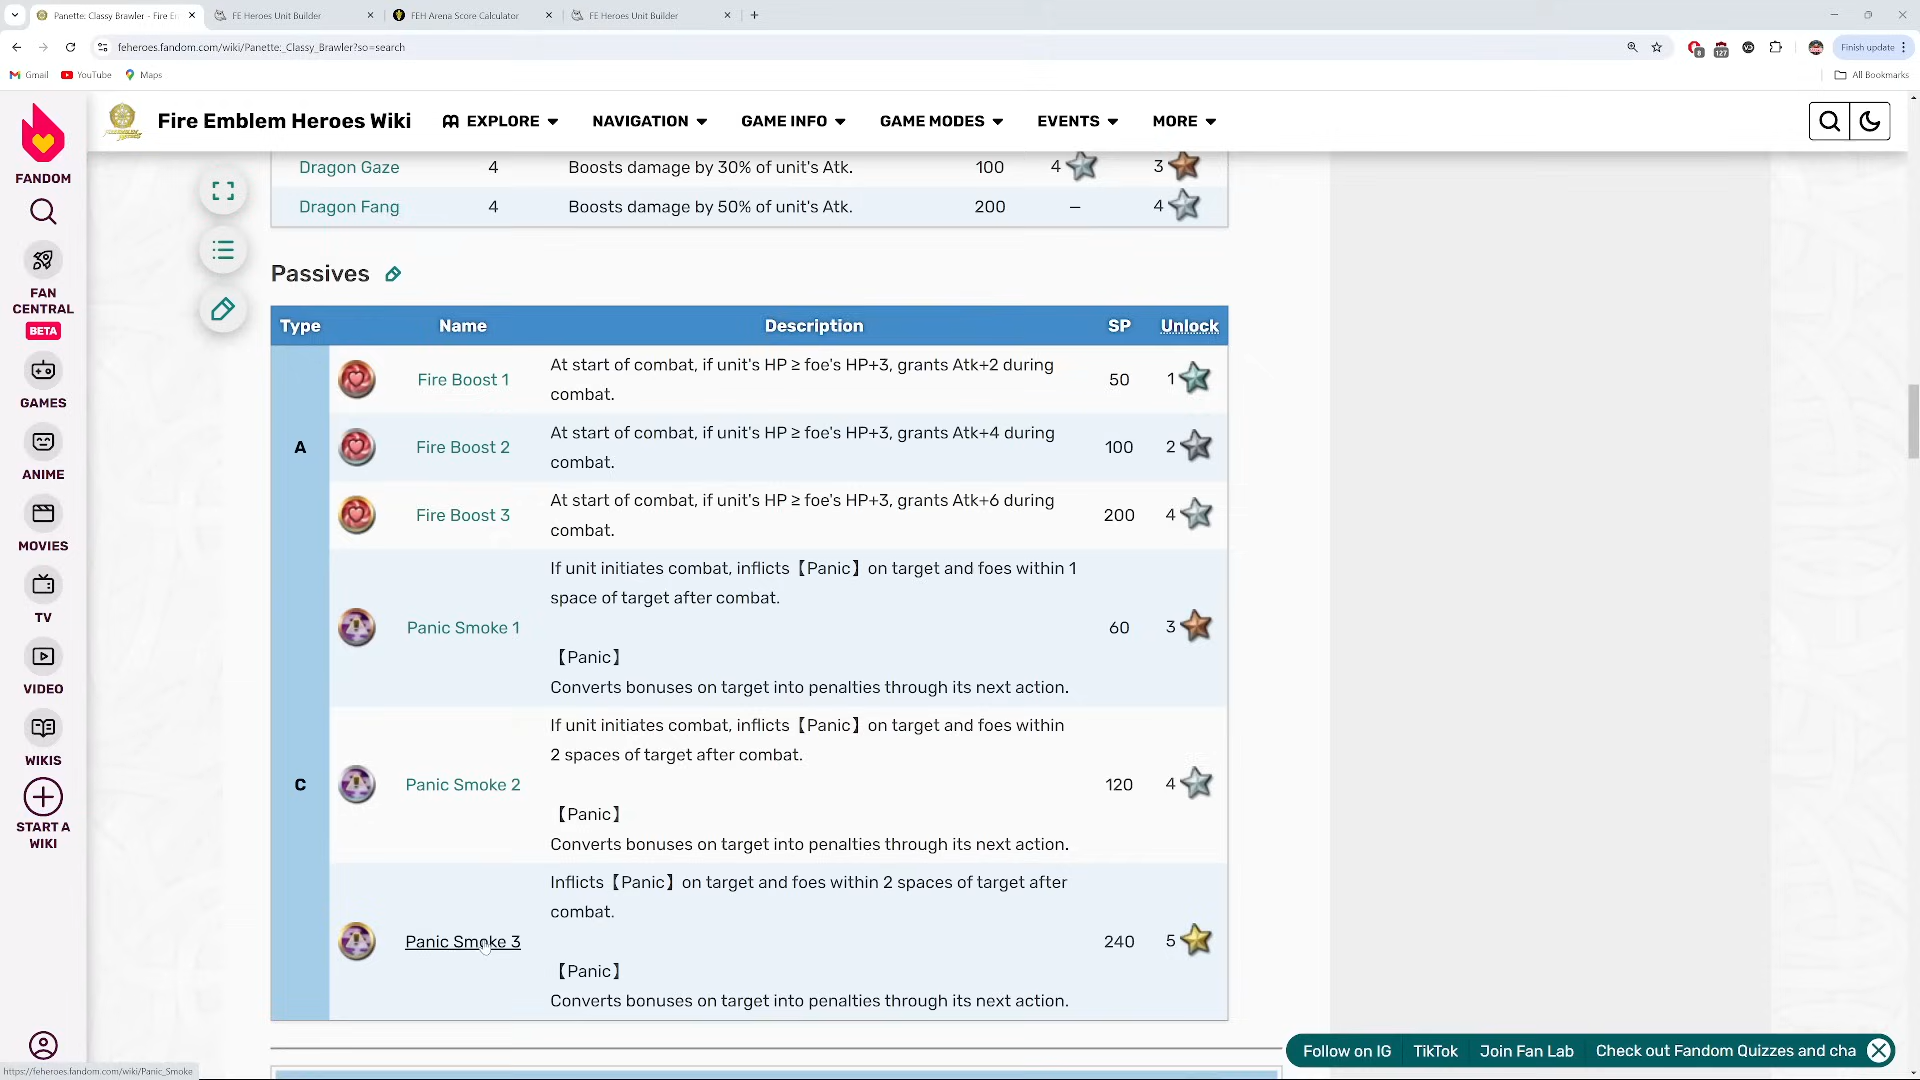 Panette: Classy Brawler - Fire E
FE Heroes Unit Builder
FEH Arena Score Calculator
FE Heroes Unit Builder
feheroes.fandom.com/wiki/Panette:_Classy_Brawler?so=search
8
127
Finish update
Gmail
YouTube
Maps
All Bookmarks
Fire Emblem Heroes Wiki
EXPLORE
NAVIGATION
GAME INFO
GAME MODES
EVENTS
MORE
FANDOM
FAN CENTRAL
BETA
GAMES
ANIME
MOVIES
TV
VIDEO
WIKIS
START A WIKI
Dragon Gaze 4 Boosts damage by 30% of unit's Atk. 100 4 3
Dragon Fang 4 Boosts damage by 50% of unit's Atk. 200 — 4
Passives
Type Name Description SP Unlock
A
Fire Boost 1
At start of combat, if unit's HP ≥ foe's HP+3, grants Atk+2 during
combat.
50 1
Fire Boost 2
At start of combat, if unit's HP ≥ foe's HP+3, grants Atk+4 during
combat.
100 2
Fire Boost 3
At start of combat, if unit's HP ≥ foe's HP+3, grants Atk+6 during
combat.
200 4
C
Panic Smoke 1
If unit initiates combat, inflicts【Panic】on target and foes within 1
space of target after combat.
【Panic】
Converts bonuses on target into penalties through its next action.
60 3
Panic Smoke 2
If unit initiates combat, inflicts【Panic】on target and foes within
2 spaces of target after combat.
【Panic】
Converts bonuses on target into penalties through its next action.
120 4
Panic Smoke 3
Inflicts【Panic】on target and foes within 2 spaces of target after
combat.
【Panic】
Converts bonuses on target into penalties through its next action.
240 5
Follow on IG
TikTok
Join Fan Lab
Check out Fandom Quizzes and cha
https://feheroes.fandom.com/wiki/Panic_Smoke